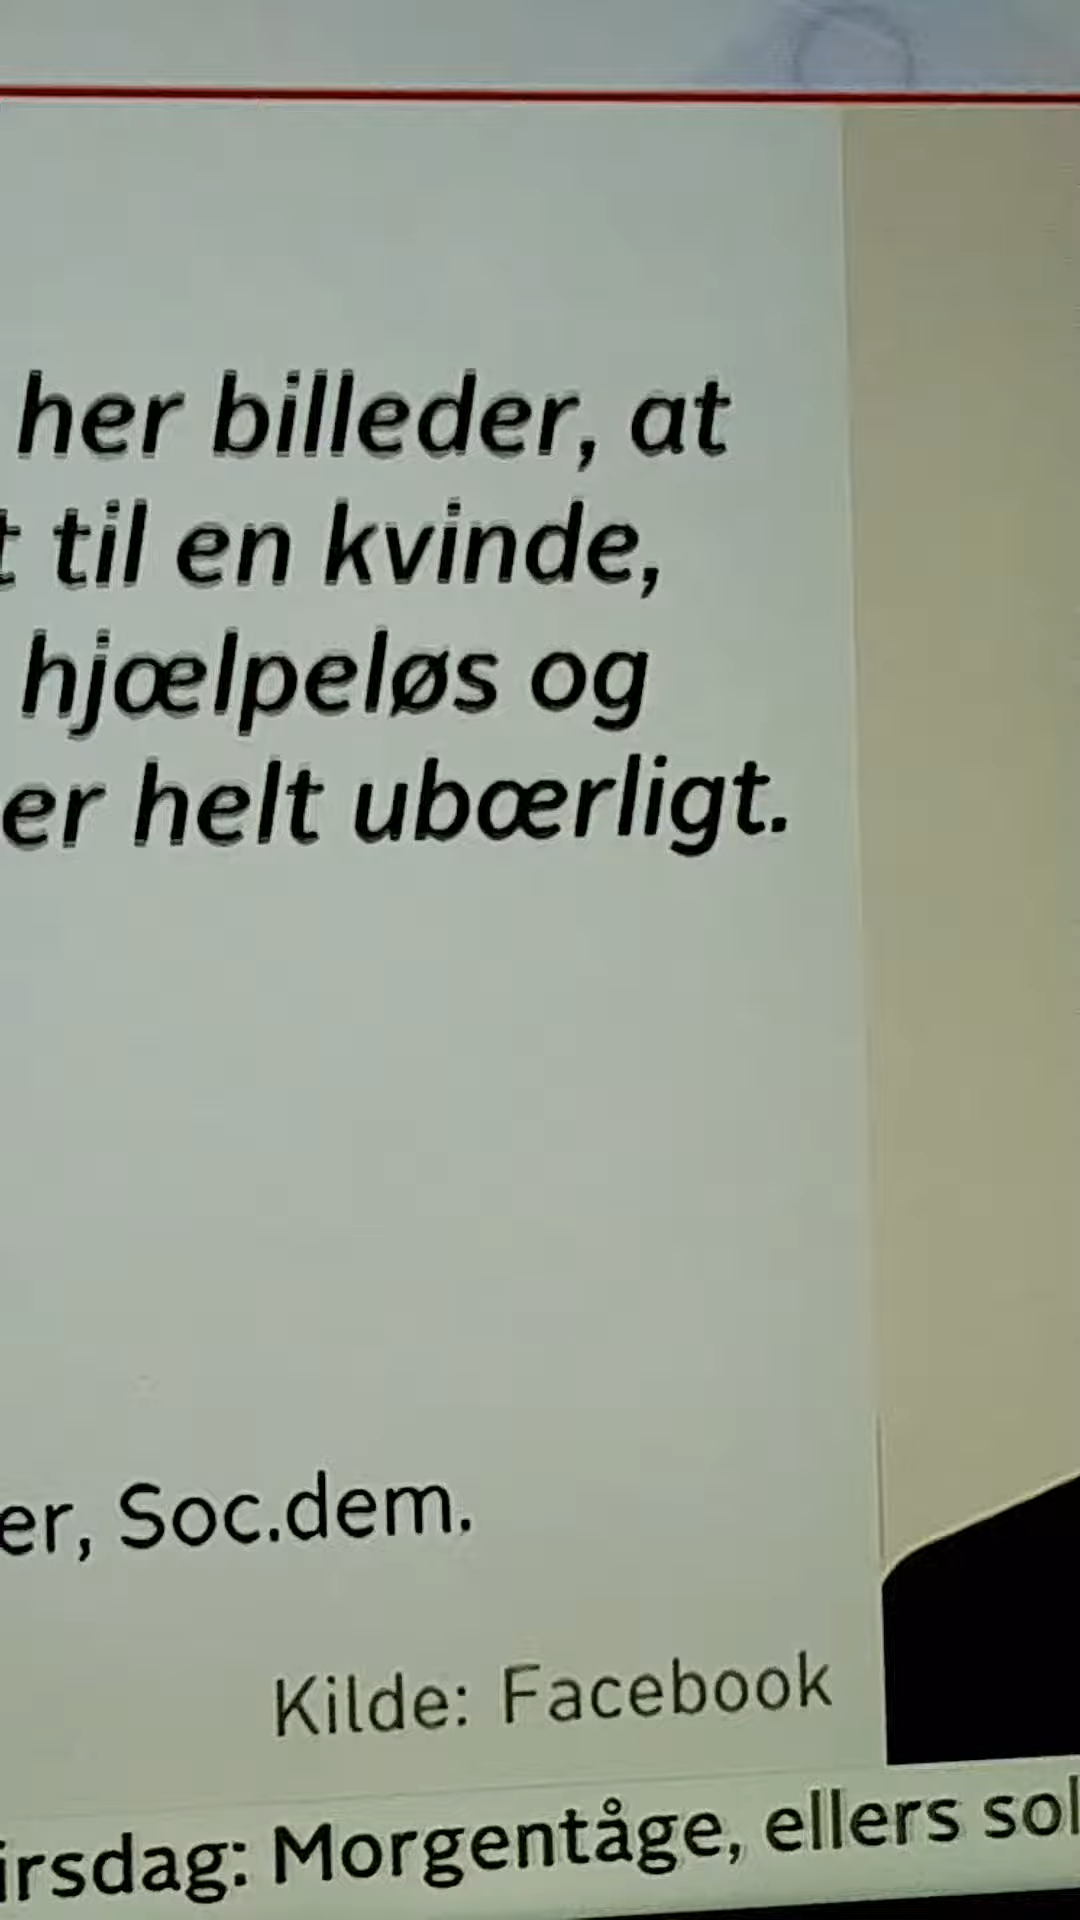 her billeder, at
til en kvinde,
hjælpeløs og
er helt ubærligt.
er, Soc.dem.
Kilde: Facebook
irsdag: Morgentåge, ellers sol